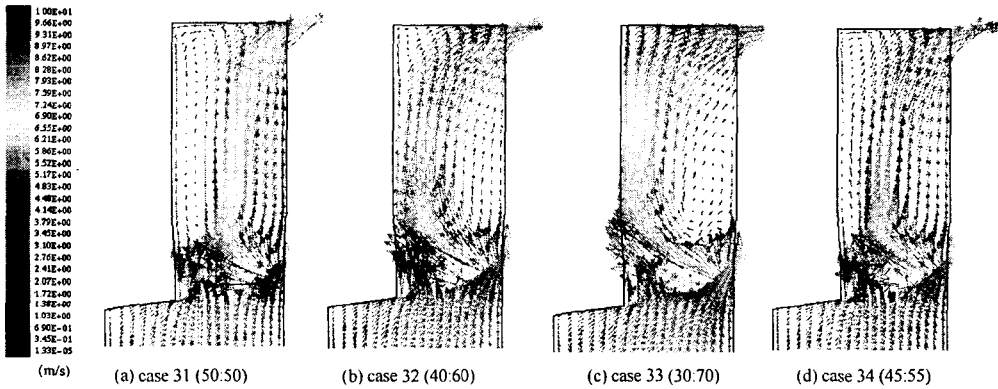 1.00E+01
9.66E+00
9.31E+00
8.97E+00
8.62E+00
8.28E+00
7.93E+00
7.59E+00
7.24E+00
6.90E+00
6.55E+00
6.21E+00
5.86E+00
5.52E+00
5.17E+00
4.83E+00
4.48E+00
4.14E+00
3.79E+00
3.45E+00
3.10E+00
2.76E+00
2.41E+00
2.07E+00
1.72E+00
1.38E+00
1.03E+00
6.90E-01
3.45E-01
1.33E-05
(m/s)
(a) case 31 (50:50)
(b) case 32 (40:60)
(c) case 33 (30:70)
(d) case 34 (45:55)